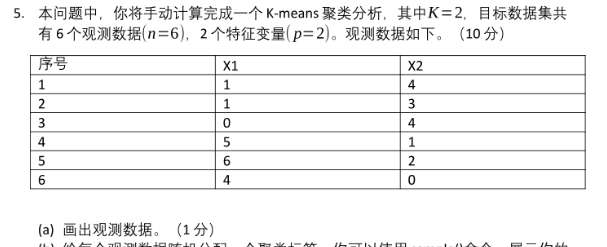 5. 本问题中，你将手动计算完成一个 K-means 聚类分析，其中K=2，目标数据集共
有 6 个观测数据(n=6)，2 个特征变量(p=2)。观测数据如下。（10 分）
序号 X1 X2
1 1 4
2 1 3
3 0 4
4 5 1
5 6 2
6 4 0
(a) 画出观测数据。（1 分）